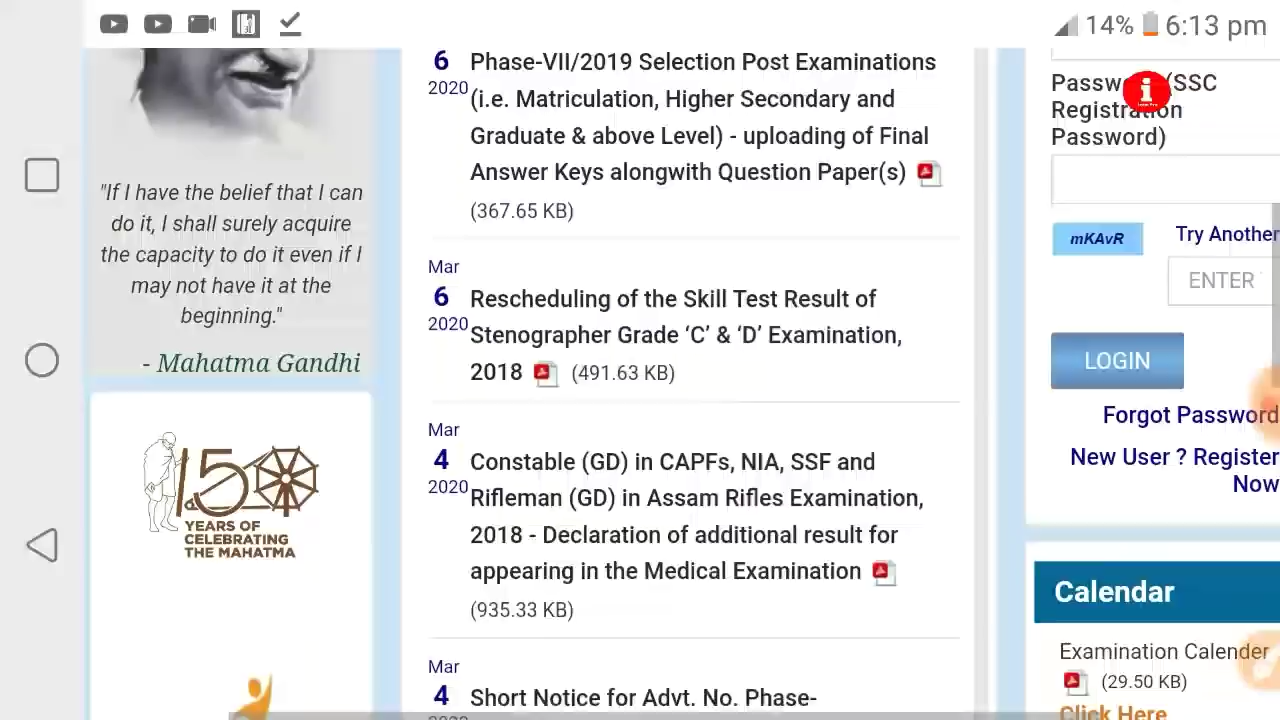 14% 6:13 pm
"If I have the belief that I can
do it, I shall surely acquire
the capacity to do it even if I
may not have it at the
beginning."
- Mahatma Gandhi
150
YEARS OF
CELEBRATING
THE MAHATMA
6
2020
Phase-VII/2019 Selection Post Examinations
(i.e. Matriculation, Higher Secondary and
Graduate & above Level) - uploading of Final
Answer Keys alongwith Question Paper(s)
(367.65 KB)
Mar
6
2020
Rescheduling of the Skill Test Result of
Stenographer Grade ‘C’ & ‘D’ Examination,
2018 (491.63 KB)
Mar
4
2020
Constable (GD) in CAPFs, NIA, SSF and
Rifleman (GD) in Assam Rifles Examination,
2018 - Declaration of additional result for
appearing in the Medical Examination
(935.33 KB)
Mar
4
Short Notice for Advt. No. Phase-
(SSC
Registration
Password)
mKAvR Try Another
ENTER
LOGIN
Forgot Password
New User ? Register
Now
Calendar
Examination Calender
(29.50 KB)
Click Here